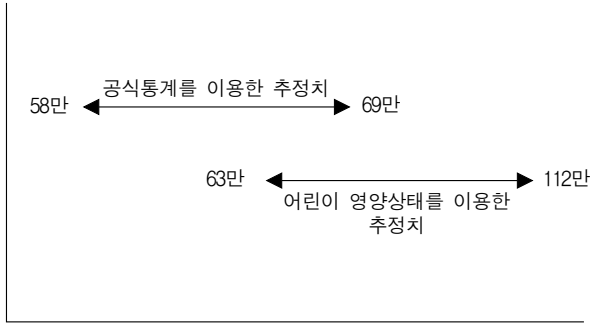 공식통계를 이용한 추정치
58만
69만
63만
112만
어린이 영양상태를 이용한
추정치